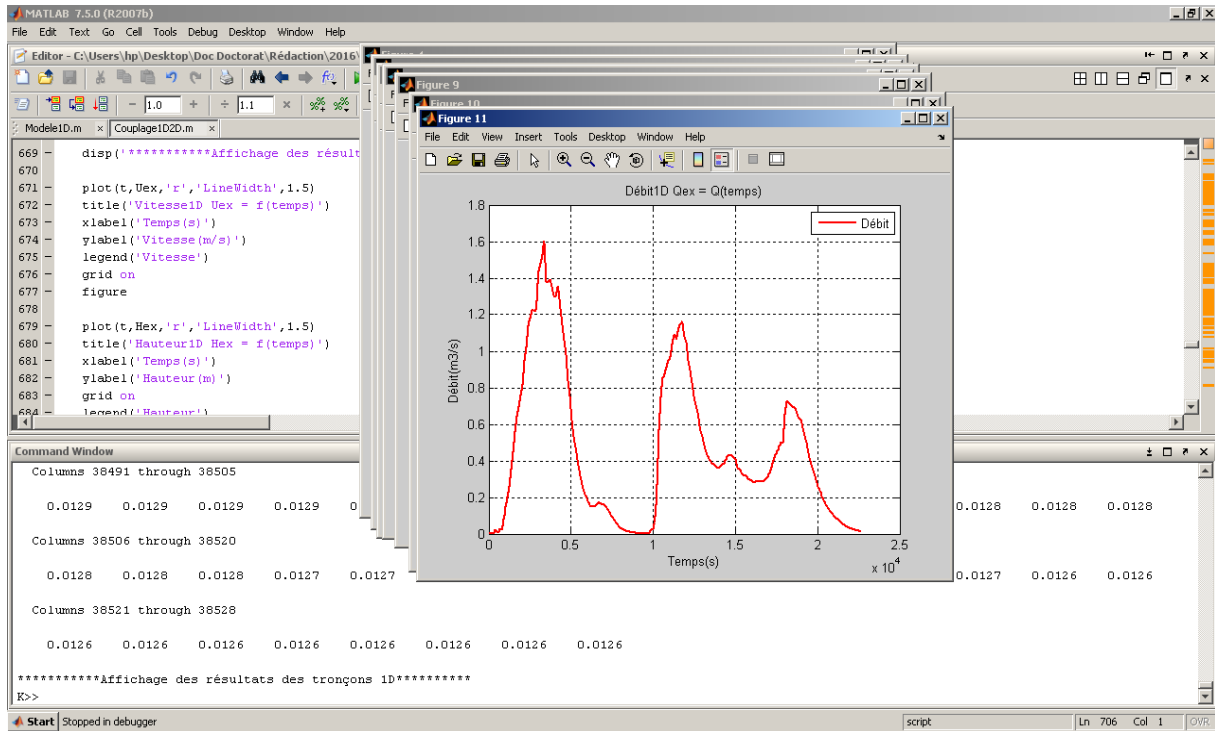 MATLAB 7.5.0 (R2007b)
File Edit Text Go Cell Tools Debug Desktop Window Help
Editor - C:\Users\hp\Desktop\Doc Doctorat\Rédaction\2016\
1.0
1.1
Modele1D.m × Couplage1D2D.m ×
669 - disp('***********Affichage des résult
670
671 - plot(t,Uex,'r','LineWidth',1.5)
672 - title('Vitesse1D Uex = f(temps)')
673 - xlabel('Temps(s)')
674 - ylabel('Vitesse(m/s)')
675 - legend('Vitesse')
676 - grid on
677 - figure
678
679 - plot(t,Hex,'r','LineWidth',1.5)
680 - title('Hauteur1D Hex = f(temps)')
681 - xlabel('Temps(s)')
682 - ylabel('Hauteur(m)')
683 - grid on
684 - legend('Hauteur')
Figure 9
Figure 10
Figure 11
File Edit View Insert Tools Desktop Window Help
Débit1D Qex = Q(temps)
Débit
Débit(m3/s)
1.8
1.6
1.4
1.2
1
0.8
0.6
0.4
0.2
0
0 0.5 1 1.5 2 2.5
Temps(s)
x 10^4
Command Window
Columns 38491 through 38505
0.0129 0.0129 0.0129 0.0129 0 0.0128 0.0128 0.0128
Columns 38506 through 38520
0.0128 0.0128 0.0128 0.0127 0.0127 0.0127 0.0126 0.0126
Columns 38521 through 38528
0.0126 0.0126 0.0126 0.0126 0.0126 0.0126 0.0126 0.0126
***********Affichage des résultats des tronçons 1D**********
K>>
Start Stopped in debugger script Ln 706 Col 1 OVR